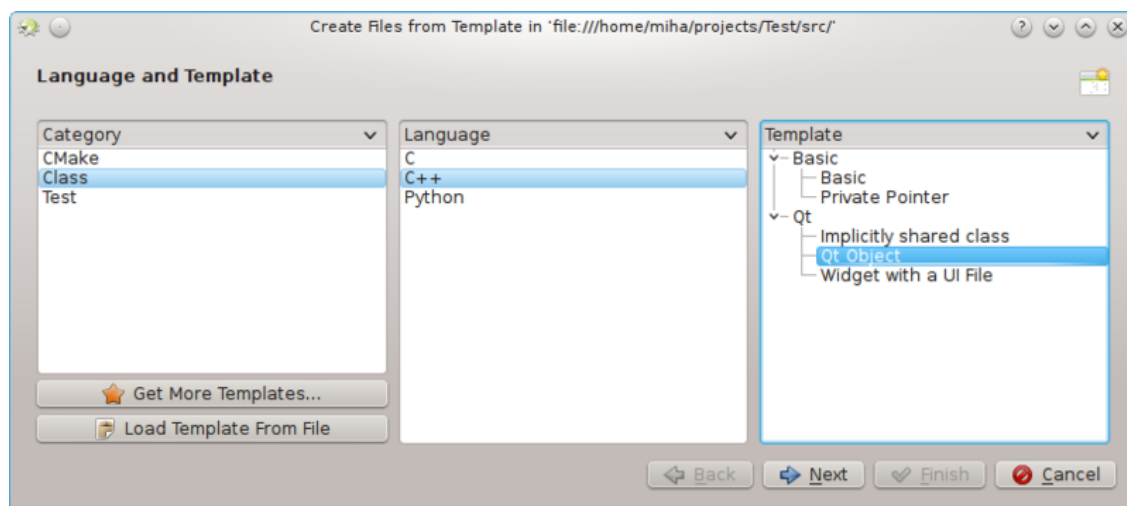 Create Files from Template in 'file:///home/miha/projects/Test/src/'
Language and Template
Category
CMake
Class
Test
Get More Templates...
Load Template From File
Language
C
C++
Python
Template
Basic
Basic
Private Pointer
Qt
Implicitly shared class
Qt Object
Widget with a UI File
Back
Next
Finish
Cancel